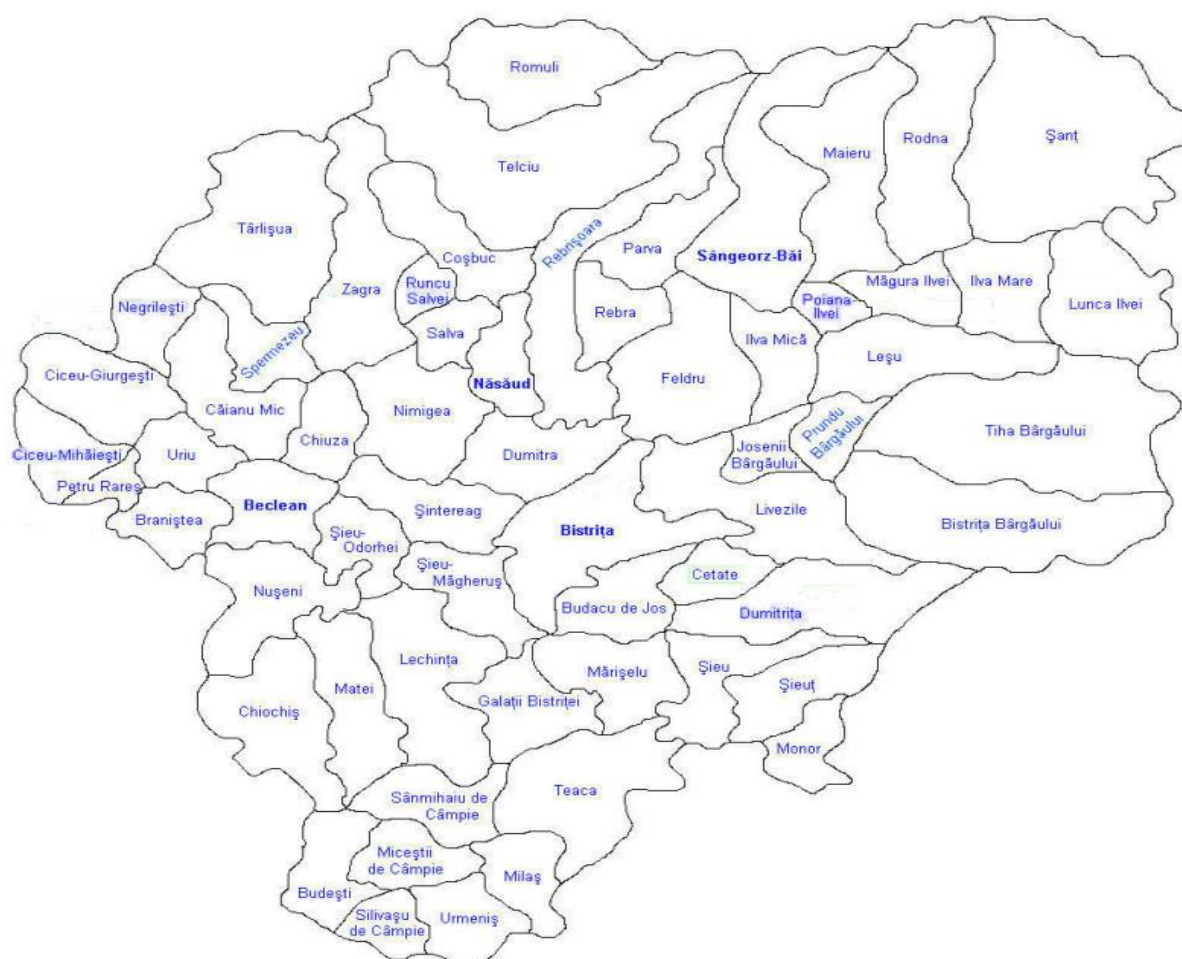 Romuli
Rodna
Şanţ
Maieru
Telciu
Târlişua
Rebrişoara
Parva
Sângeorz-Băi
Coşbuc
Zagra
Runcu
Salvei
Măgura Ilvei
Ilva Mare
Lunca Ilvei
Negrileşti
Poiana
Ilvei
Rebra
Salva
Ilva Mică
Spermezeu
Leşu
Ciceu-Giurgeşti
Feldru
Năsăud
Căianu Mic
Nimigea
Prundu
Bârgăului
Tiha Bârgăului
Chiuza
Josenii
Bârgăului
Ciceu-Mihăieşti
Uriu
Dumitra
Petru Rareş
Beclean
Şintereag
Livezile
Braniştea
Bistriţa
Bistriţa Bârgăului
Şieu-
Odorhei
Şieu-
Măgheruş
Cetate
Nuşeni
Budacu de Jos
Dumitriţa
Lechinţa
Mărişelu
Şieu
Şieuţ
Matei
Galaţii Bistriţei
Chiochiş
Monor
Teaca
Sânmihaiu de
Câmpie
Miceştii
de Câmpie
Milaş
Budeşti
Silivaşu
de Câmpie
Urmeniş